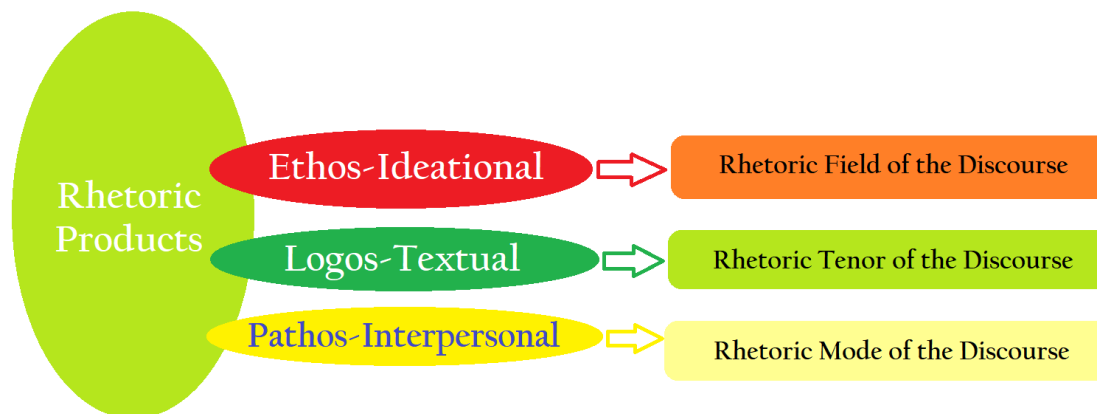 Rhetoric
Products
Ethos-Ideational
Rhetoric Field of the Discourse
Logos-Textual
Rhetoric Tenor of the Discourse
Pathos-Interpersonal
Rhetoric Mode of the Discourse